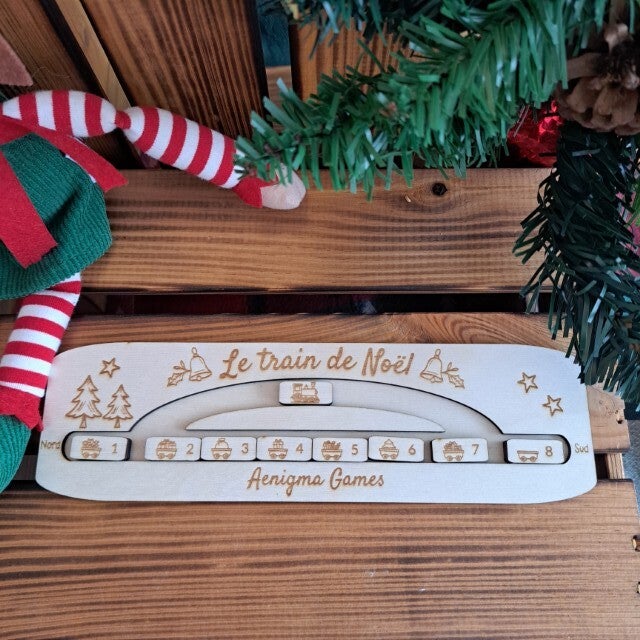 Le train de Noël
Nord 1 2 3 4 5 6 7 8 Sud
Aenigma Games